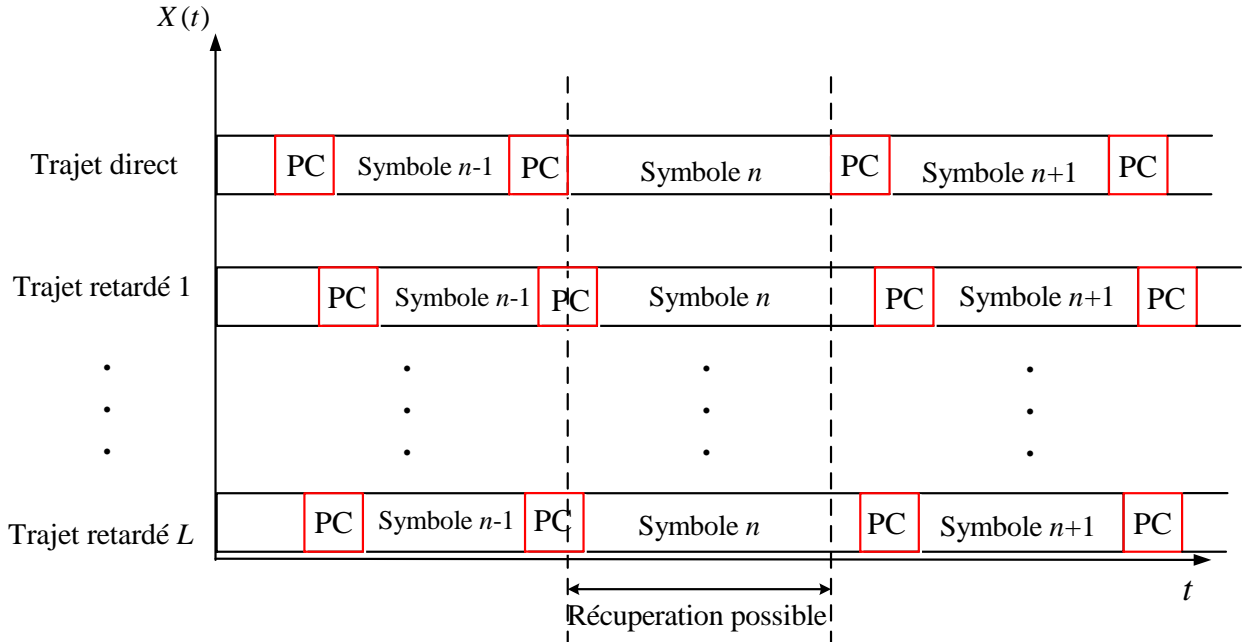 X(t)
Trajet direct
PC Symbole n-1 PC Symbole n PC Symbole n+1 PC
Trajet retardé 1
PC Symbole n-1 PC Symbole n PC Symbole n+1 PC
Trajet retardé L
PC Symbole n-1 PC Symbole n PC Symbole n+1 PC
t
Récuperation possible